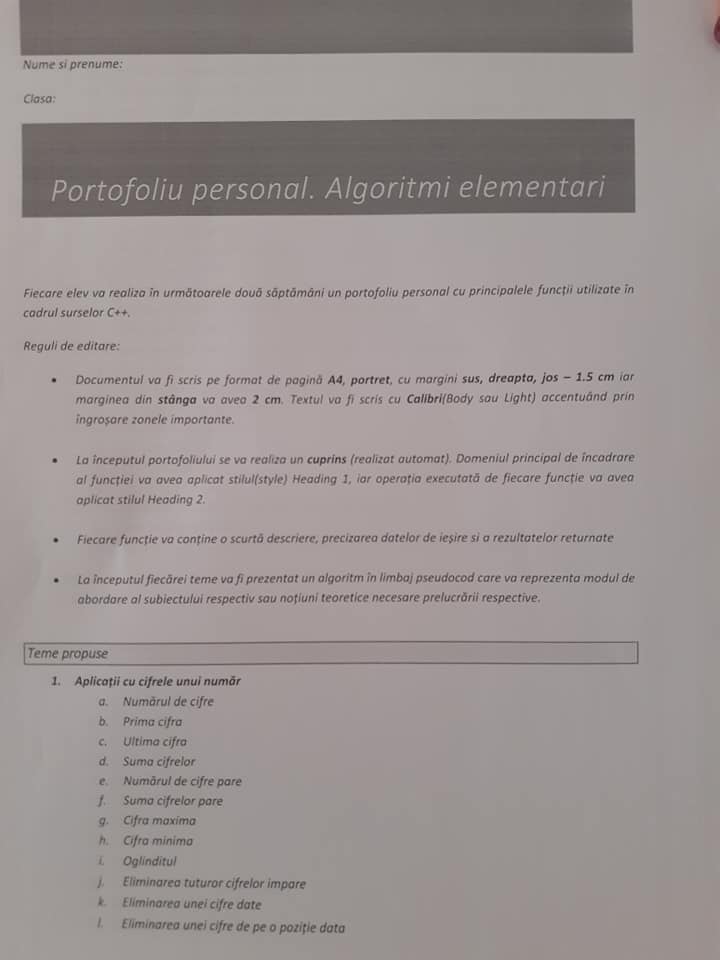 Nume si prenume:
Clasa:
Portofoliu personal. Algoritmi elementari
Fiecare elev va realiza în următoarele două săptămâni un portofoliu personal cu principalele funcții utilizate în
cadrul surselor C++.
Reguli de editare:
• Documentul va fi scris pe format de pagină A4, portret, cu margini sus, dreapta, jos – 1.5 cm iar
marginea din stânga va avea 2 cm. Textul va fi scris cu Calibri(Body sau Light) accentuând prin
îngroșare zonele importante.
• La începutul portofoliului se va realiza un cuprins (realizat automat). Domeniul principal de încadrare
al funcției va avea aplicat stilul(style) Heading 1, iar operația executată de fiecare funcție va avea
aplicat stilul Heading 2.
• Fiecare funcție va conține o scurtă descriere, precizarea datelor de ieșire si a rezultatelor returnate
• La începutul fiecărei teme va fi prezentat un algoritm în limbaj pseudocod care va reprezenta modul de
abordare al subiectului respectiv sau noțiuni teoretice necesare prelucrării respective.
Teme propuse
1. Aplicații cu cifrele unui număr
a. Numărul de cifre
b. Prima cifra
c. Ultima cifra
d. Suma cifrelor
e. Numărul de cifre pare
f. Suma cifrelor pare
g. Cifra maxima
h. Cifra minima
i. Oglinditul
j. Eliminarea tuturor cifrelor impare
k. Eliminarea unei cifre date
l. Eliminarea unei cifre de pe o poziție data